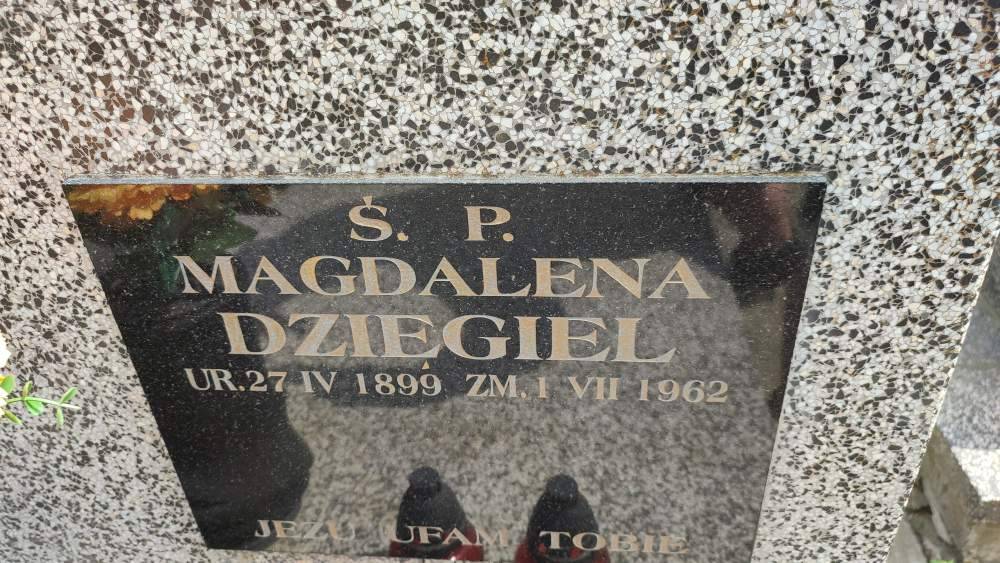 Ś. P.
MAGDALENA
DZIĘGIEL
UR. 27 IV 1899 ZM. 1 VII 1962
JEZU UFAM TOBIE